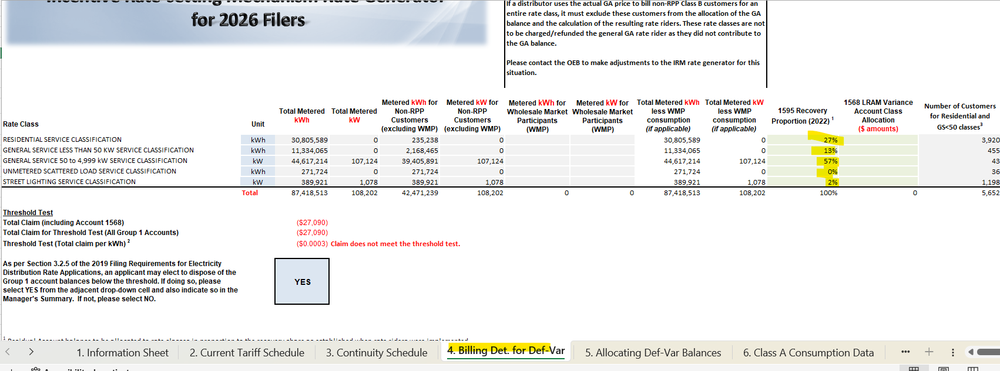 Incentive Rate-setting Mechanism Rate Generator
for 2026 Filers
If a distributor uses the actual GA price to bill non-RPP Class B customers for an
entire rate class, it must exclude these customers from the allocation of the GA
balance and the calculation of the resulting rate riders. These rate classes are not
to be charged/refunded the general GA rate rider as they did not contribute to
the GA balance.
Please contact the OEB to make adjustments to the IRM rate generator for this
situation.
Rate Class Unit Total Metered kWh Total Metered kW Metered kWh for Non-RPP Customers (excluding WMP) Metered kW for Non-RPP Customers (excluding WMP) Metered kWh for Wholesale Market Participants (WMP) Metered kW for Wholesale Market Participants (WMP) Total Metered kWh less WMP consumption (if applicable) Total Metered kW less WMP consumption (if applicable) 1595 Recovery Proportion (2022) 1 1568 LRAM Variance Account Class Allocation ($ amounts) Number of Customers for Residential and GS<50 classes3
RESIDENTIAL SERVICE CLASSIFICATION kWh 30,805,589 0 235,238 0 30,805,589 0 27% 3,920
GENERAL SERVICE LESS THAN 50 KW SERVICE CLASSIFICATION kWh 11,334,065 0 2,168,465 0 11,334,065 0 13% 455
GENERAL SERVICE 50 to 4,999 kW SERVICE CLASSIFICATION kW 44,617,214 107,124 39,405,891 107,124 44,617,214 107,124 57% 43
UNMETERED SCATTERED LOAD SERVICE CLASSIFICATION kWh 271,724 0 271,724 0 271,724 0 0% 36
STREET LIGHTING SERVICE CLASSIFICATION kW 389,921 1,078 389,921 1,078 389,921 1,078 2% 1,198
Total 87,418,513 108,202 42,471,239 108,202 0 0 87,418,513 108,202 100% 0 5,652
Threshold Test
Total Claim (including Account 1568) ($27,090)
Total Claim for Threshold Test (All Group 1 Accounts) ($27,090)
Threshold Test (Total claim per kWh) 2 ($0.0003) Claim does not meet the threshold test.
As per Section 3.2.5 of the 2019 Filing Requirements for Electricity
Distribution Rate Applications, an applicant may elect to dispose of the
Group 1 account balances below the threshold. If doing so, please
select YES from the adjacent drop-down cell and also indicate so in the
Manager's Summary. If not, please select NO.
YES
1. Information Sheet 2. Current Tariff Schedule 3. Continuity Schedule 4. Billing Det. for Def-Var 5. Allocating Def-Var Balances 6. Class A Consumption Data